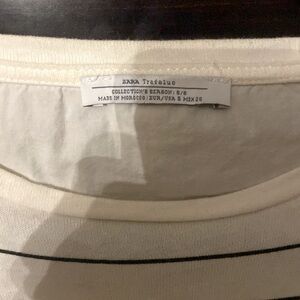 ZARA Trafaluc
COLLECTION'S SEASON: S/S
MADE IN MOROCCO/EUR/USA S MEX 26